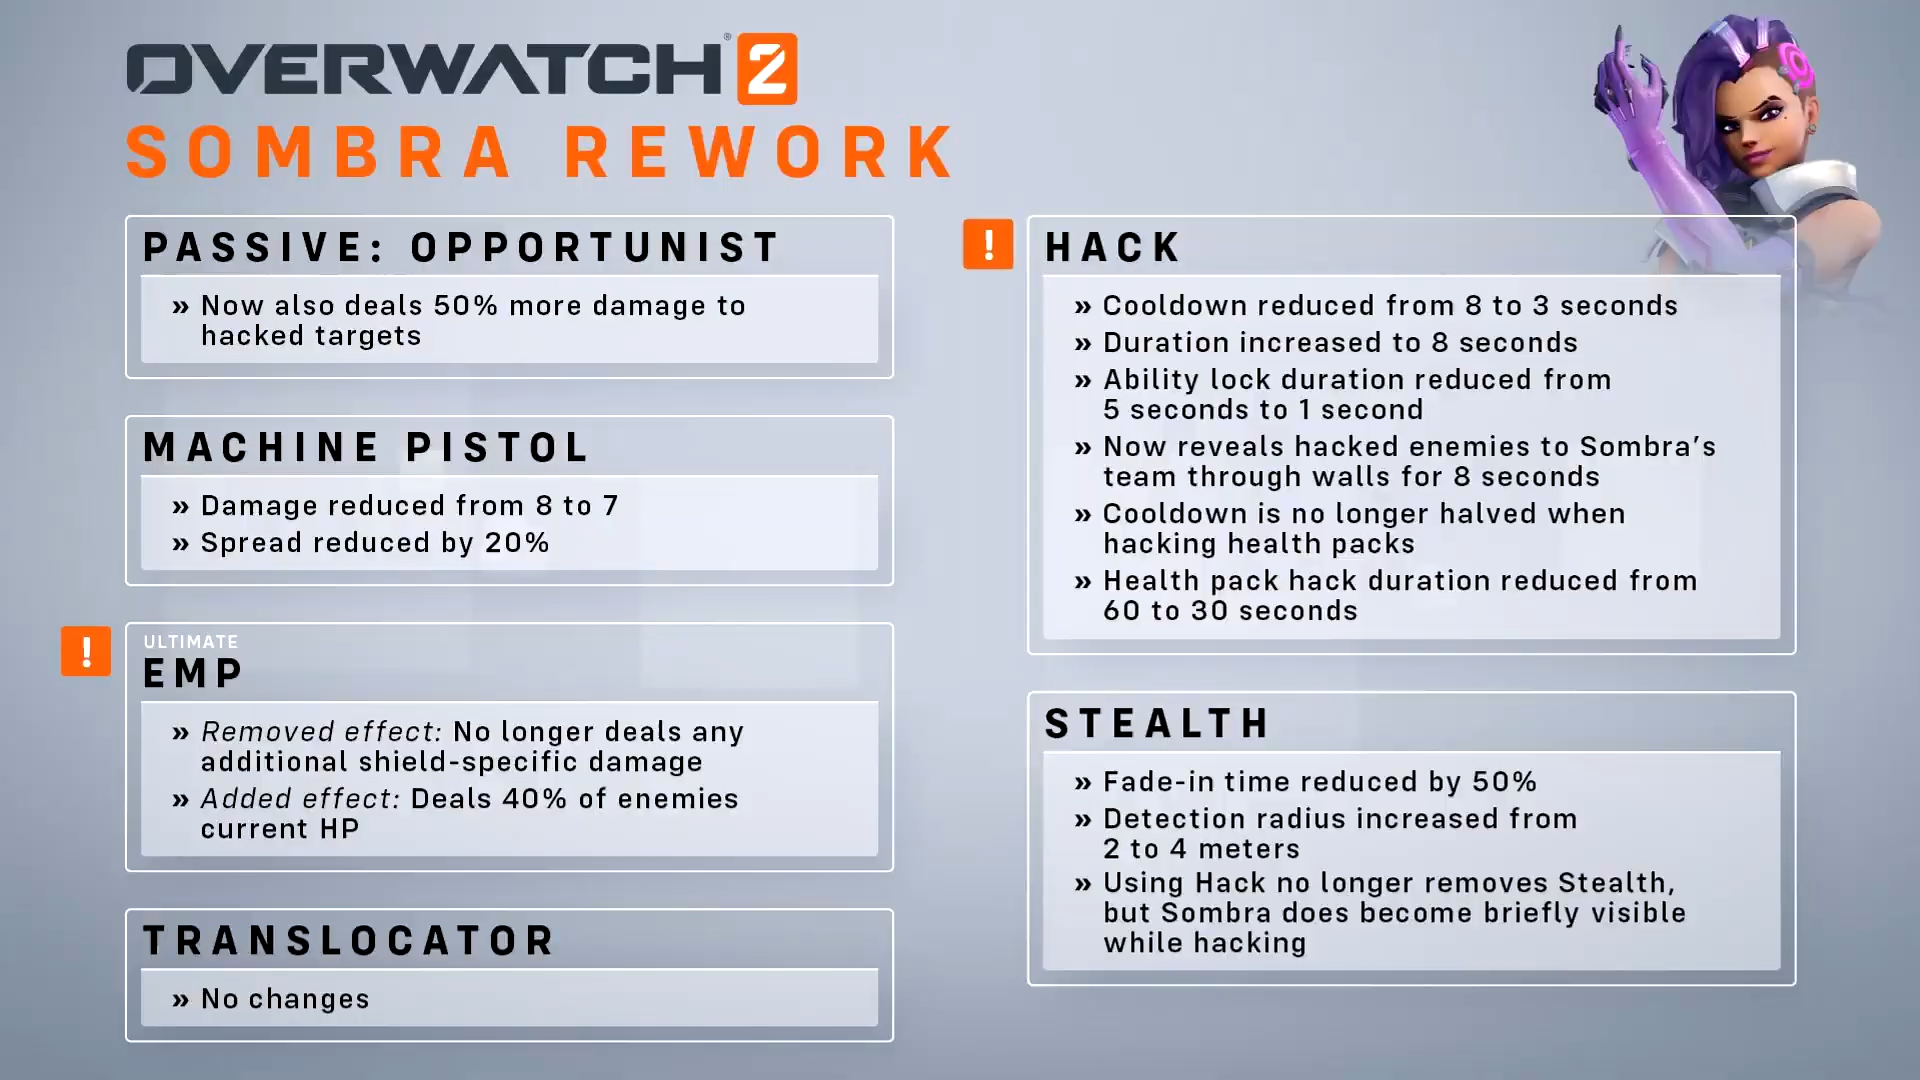 OVERWATCH® 2
SOMBRA REWORK
PASSIVE: OPPORTUNIST
» Now also deals 50% more damage to
hacked targets
MACHINE PISTOL
» Damage reduced from 8 to 7
» Spread reduced by 20%
!
ULTIMATE
EMP
» Removed effect: No longer deals any
additional shield-specific damage
» Added effect: Deals 40% of enemies
current HP
TRANSLOCATOR
» No changes
!
HACK
» Cooldown reduced from 8 to 3 seconds
» Duration increased to 8 seconds
» Ability lock duration reduced from
5 seconds to 1 second
» Now reveals hacked enemies to Sombra’s
team through walls for 8 seconds
» Cooldown is no longer halved when
hacking health packs
» Health pack hack duration reduced from
60 to 30 seconds
STEALTH
» Fade-in time reduced by 50%
» Detection radius increased from
2 to 4 meters
» Using Hack no longer removes Stealth,
but Sombra does become briefly visible
while hacking